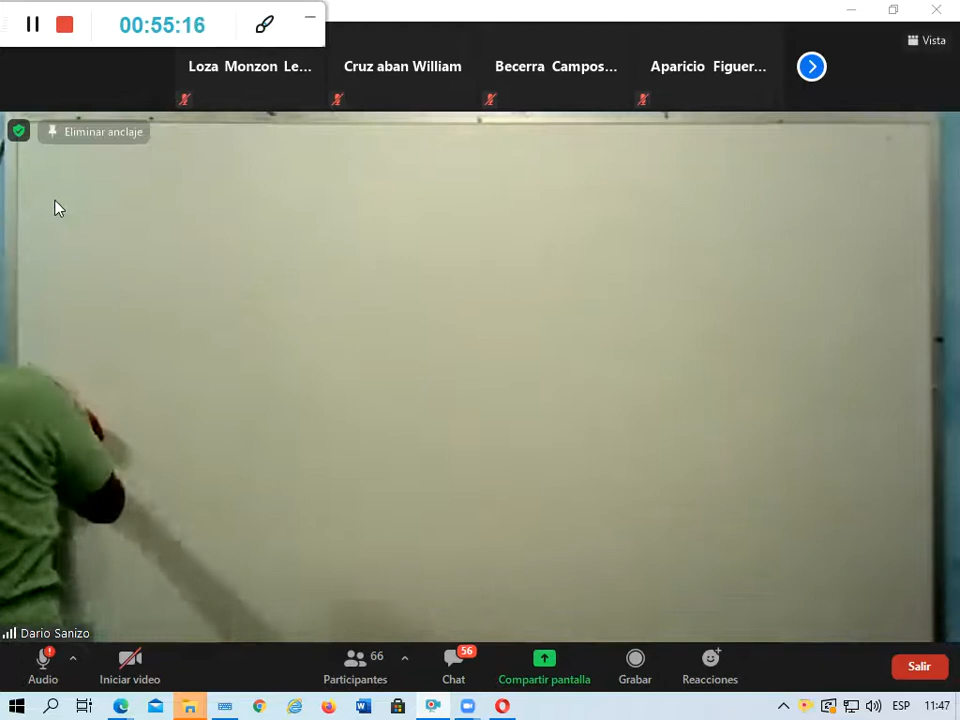 00:55:16
Vista
Loza Monzon Le...
Cruz aban William
Becerra Campos...
Aparicio Figuer...
Eliminar anclaje
Dario Sanizo
66
56
Audio
Iniciar video
Participantes
Chat
Compartir pantalla
Grabar
Reacciones
Salir
ESP
11:47